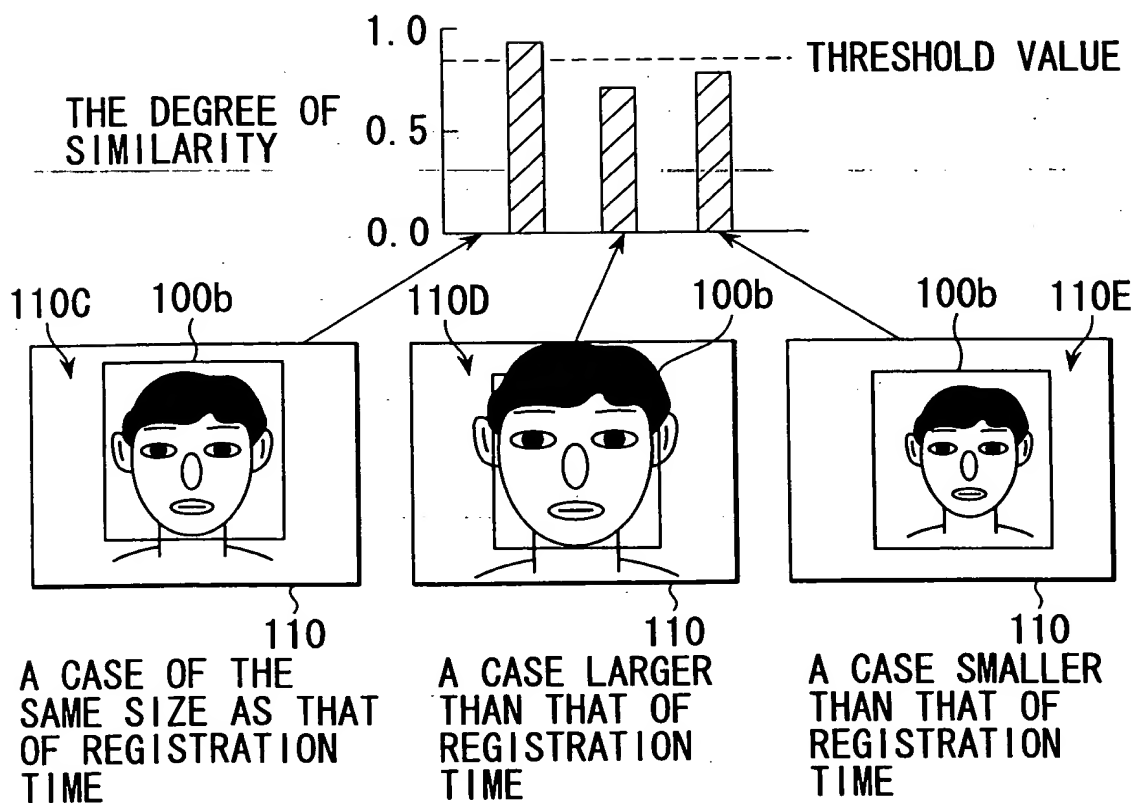 1.0
THRESHOLD VALUE
THE DEGREE OF
SIMILARITY
0.5
0.0
110C
100b
110D
100b
100b
110E
110
110
110
A CASE OF THE
SAME SIZE AS THAT
OF REGISTRATION
TIME
A CASE LARGER
THAN THAT OF
REGISTRATION
TIME
A CASE SMALLER
THAN THAT OF
REGISTRATION
TIME